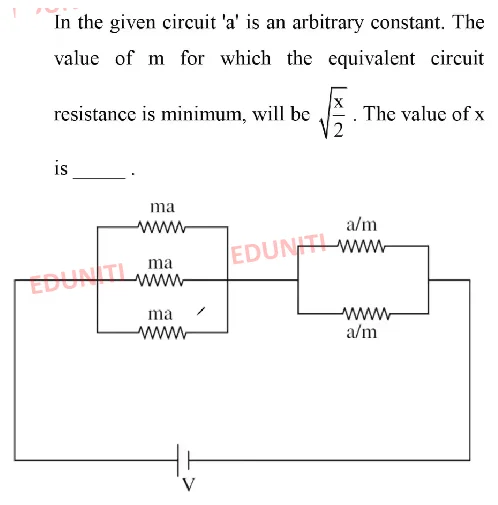 In the given circuit 'a' is an arbitrary constant. The
value of m for which the equivalent circuit
resistance is minimum, will be √(x/2) . The value of x
is _____ .
ma
a/m
EDUNITI
ma
EDUNITI
ma
a/m
V